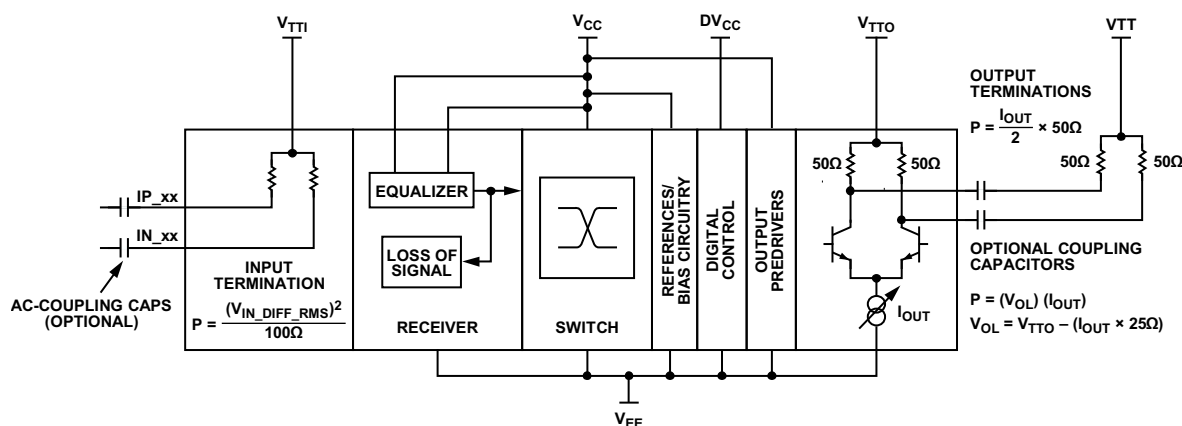 V_TTI
V_CC
DV_CC
V_TTO
VTT
OUTPUT
TERMINATIONS
P = I_OUT/2 × 50Ω
50Ω
50Ω
50Ω
50Ω
IP_xx
IN_xx
AC-COUPLING CAPS
(OPTIONAL)
INPUT
TERMINATION
P = (V_IN_DIFF_RMS)²/100Ω
EQUALIZER
LOSS OF
SIGNAL
RECEIVER
SWITCH
REFERENCES/
BIAS CIRCUITRY
DIGITAL
CONTROL
OUTPUT
PREDRIVERS
I_OUT
OPTIONAL COUPLING
CAPACITORS
P = (V_OL) (I_OUT)
V_OL = V_TTO – (I_OUT × 25Ω)
V_EE